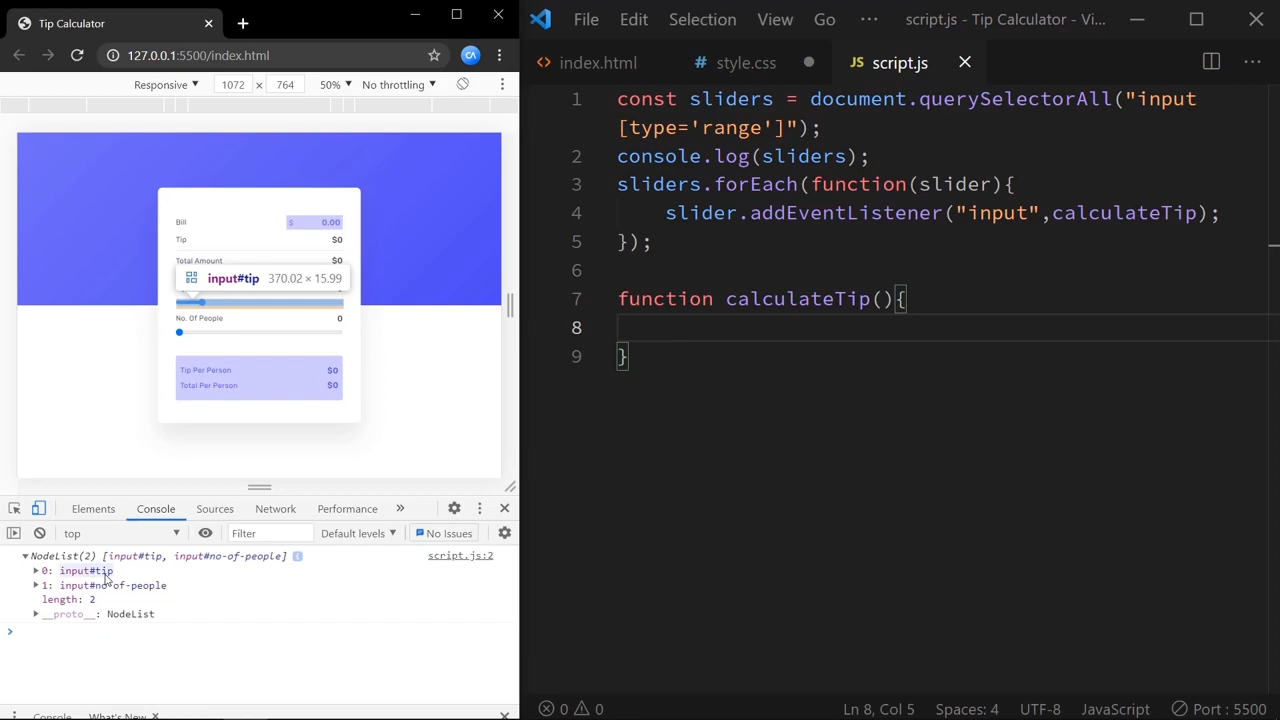 Tip Calculator
127.0.0.1:5500/index.html
CA
Responsive 1072 × 764 50% No throttling
Bill $ 0.00
Tip $0
Total Amount $0
input#tip 370.02 × 15.99
No. Of People 0
Tip Per Person $0
Total Per Person $0
Elements Console Sources Network Performance »
top Filter Default levels No Issues
NodeList(2) [input#tip, input#no-of-people] i script.js:2
0: input#tip
1: input#no-of-people
length: 2
__proto__: NodeList
>
Console What's New
File Edit Selection View Go ··· script.js - Tip Calculator - Vi...
index.html # style.css JS script.js
1 const sliders = document.querySelectorAll("input
[type='range']");
2 console.log(sliders);
3 sliders.forEach(function(slider){
4 slider.addEventListener("input",calculateTip);
5 });
6
7 function calculateTip(){
8
9 }
0 0 Ln 8, Col 5 Spaces: 4 UTF-8 JavaScript Port : 5500